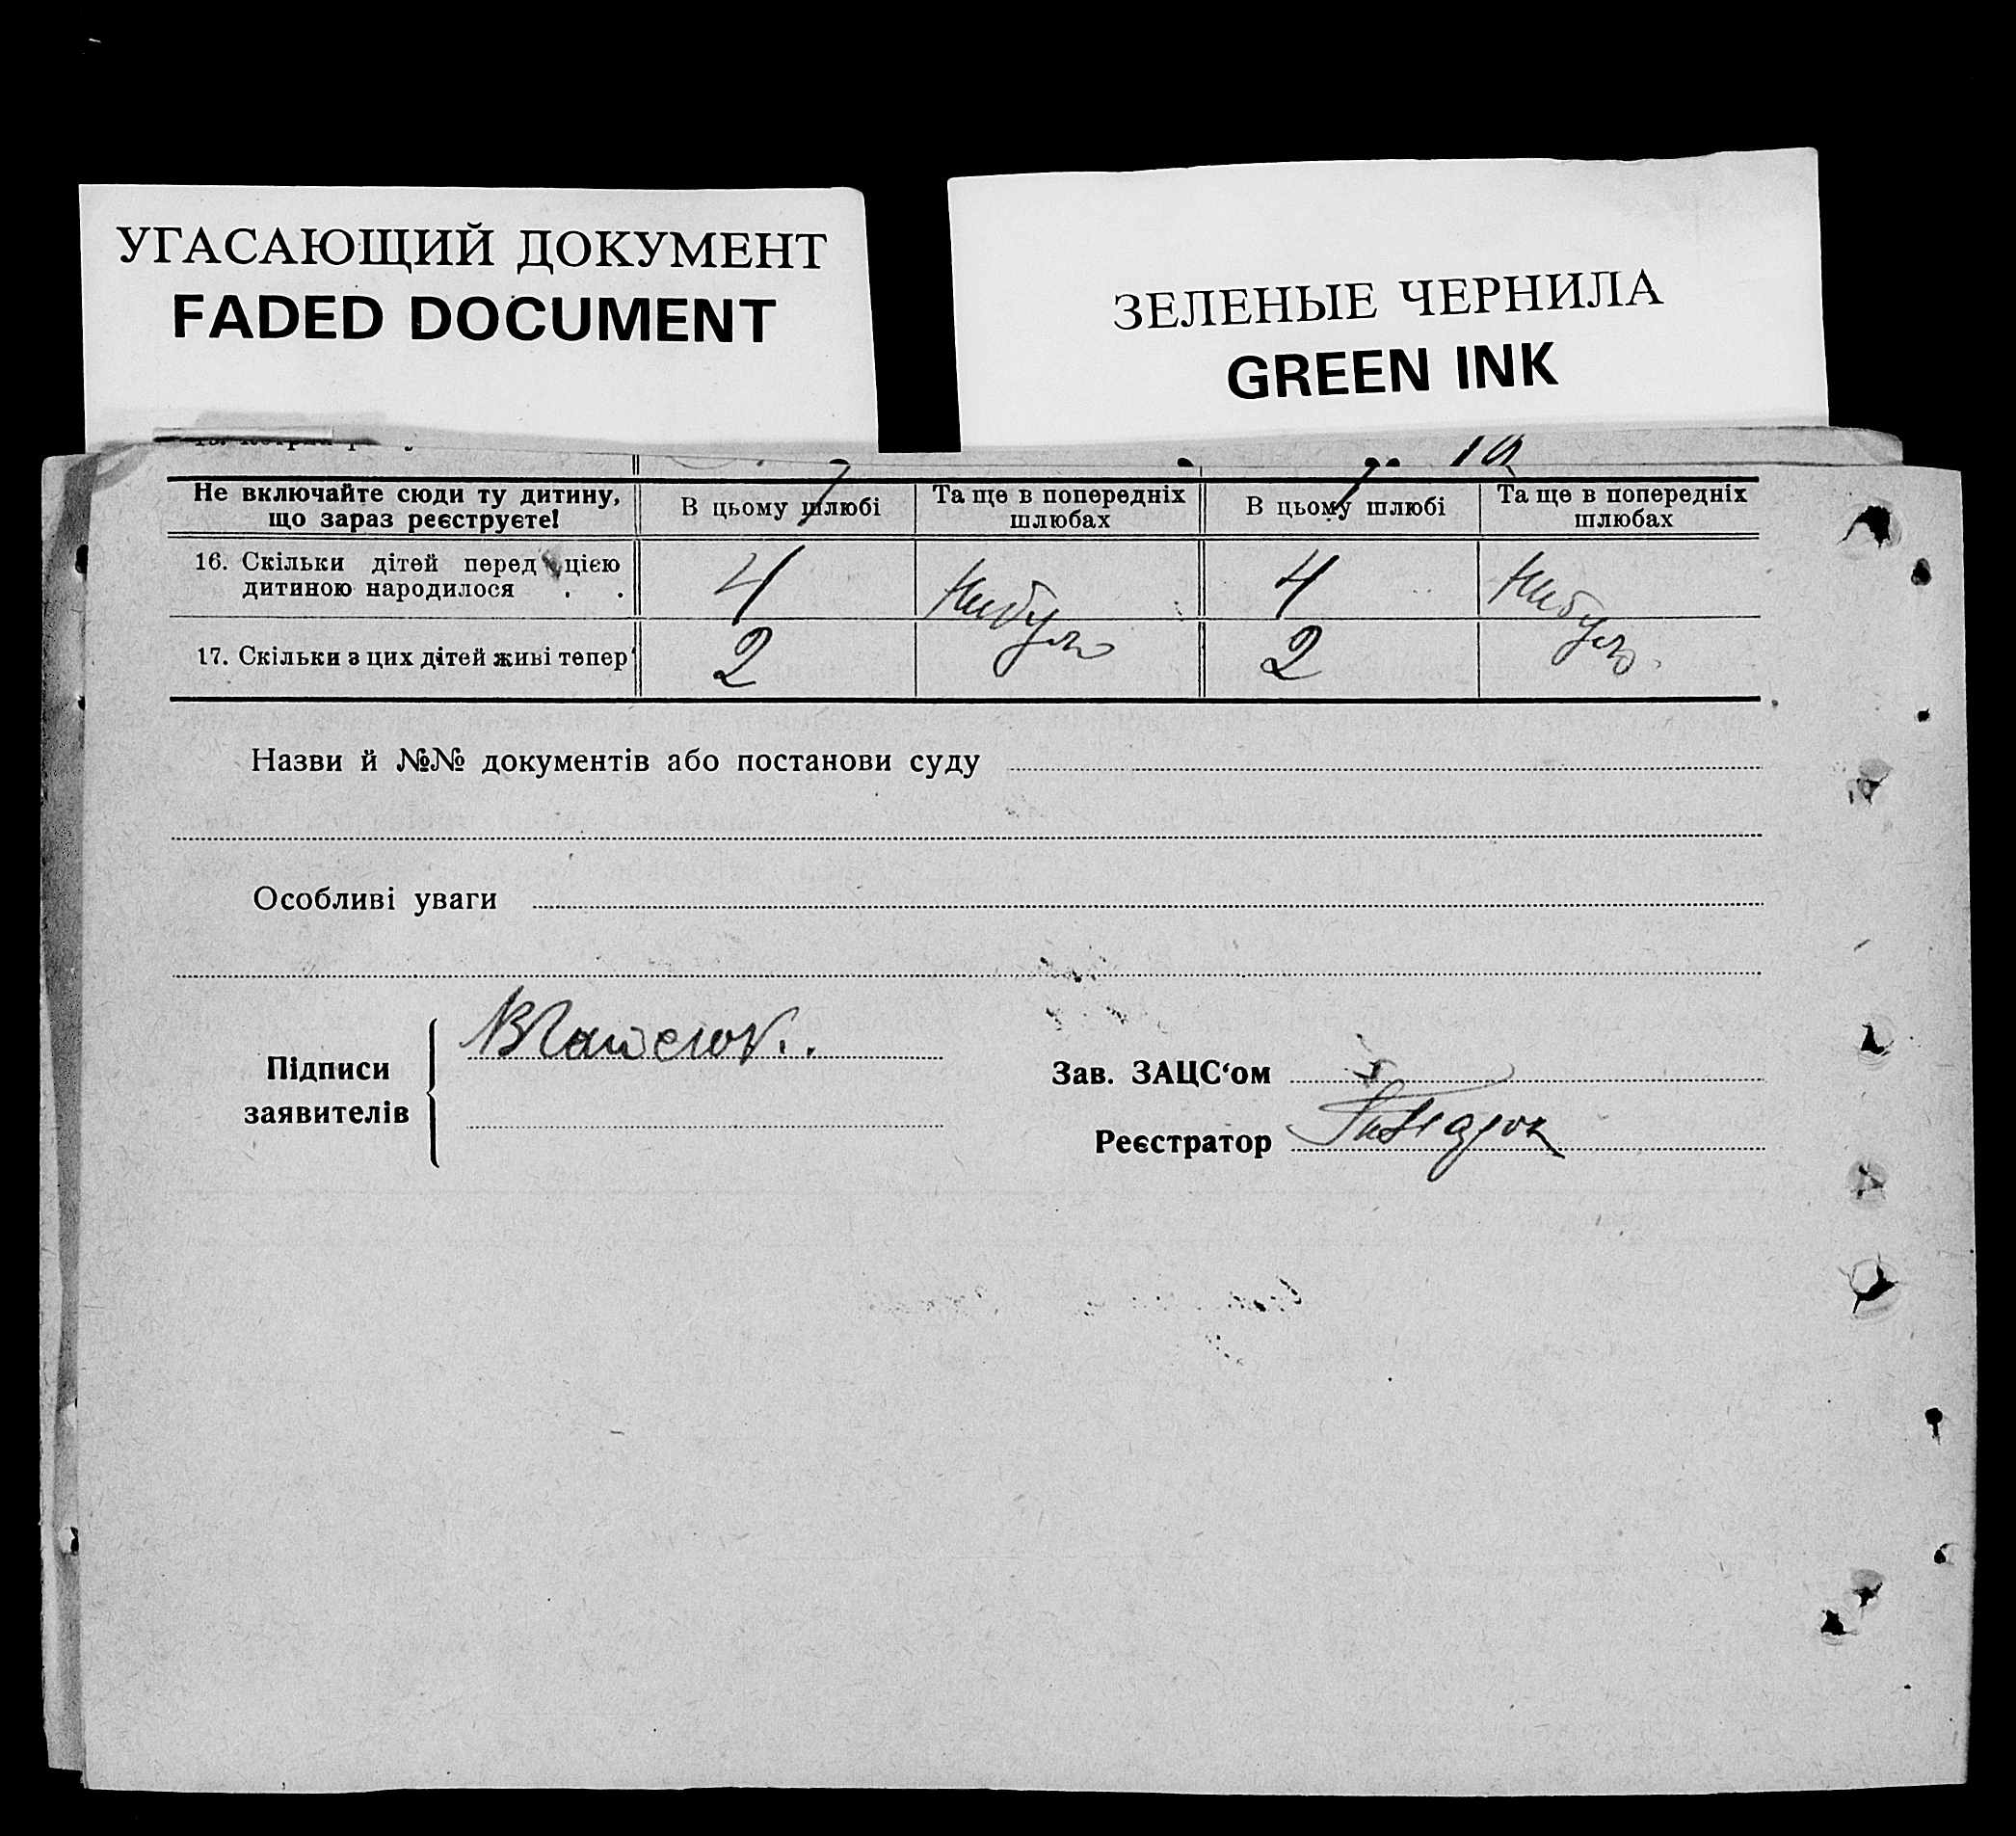 УГАСАЮЩИЙ ДОКУМЕНТ
FADED DOCUMENT
ЗЕЛЕНЫЕ ЧЕРНИЛА
GREEN INK
Не включайте сюди ту дитину,
що зараз реєструєте!
В цьому шлюбі
Та ще в попередніх
шлюбах
В цьому шлюбі
Та ще в попередніх
шлюбах
16. Скільки дітей перед цією
дитиною народилося . .
4
Небуло
4
Небуло
17. Скільки з цих дітей живі тепер
2
2
Назви й №№ документів або постанови суду
Особливі уваги
Підписи
заявителів
Зав. ЗАЦС‘ом
Реєстратор